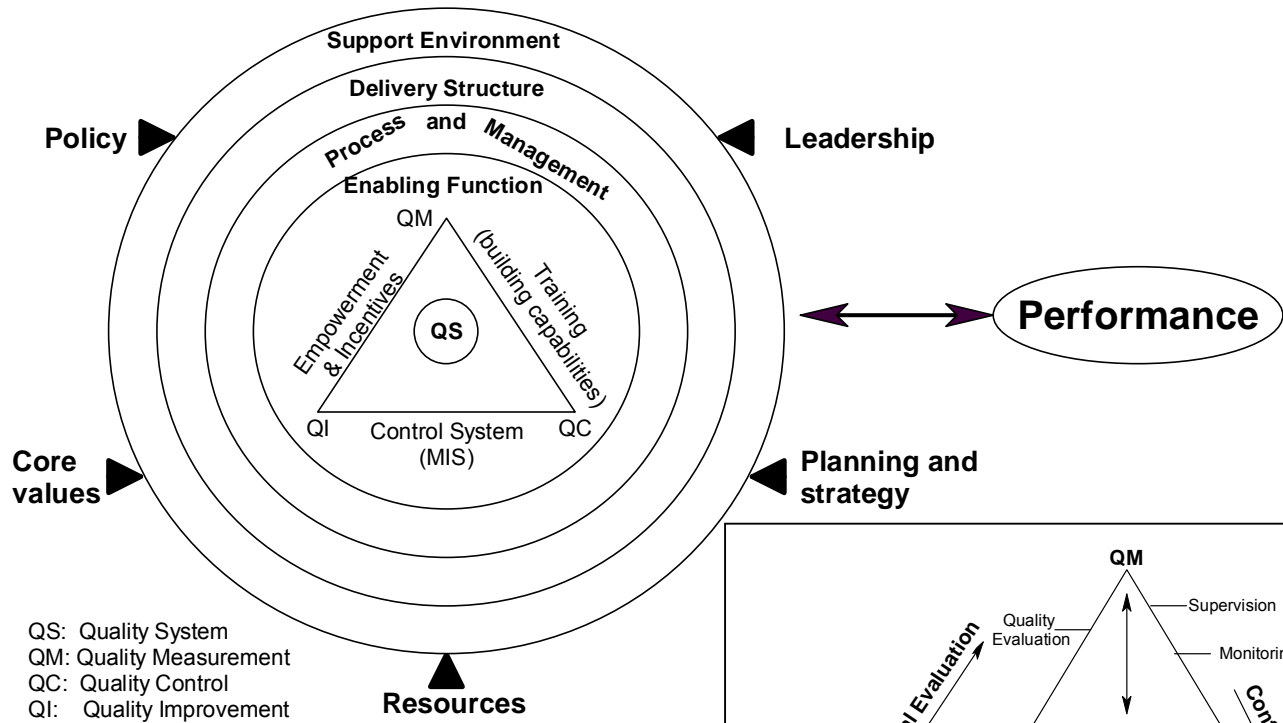 Support Environment
Delivery Structure
Process and Management
Enabling Function
Policy
Leadership
QM
Empowerment
& Incentives
Training
(building capabilities)
QS
QI
Control System
(MIS)
QC
Performance
Core
values
Planning and
strategy
Resources
QS: Quality System
QM: Quality Measurement
QC: Quality Control
QI: Quality Improvement
QM
Quality
Evaluation
Supervision
Evaluation